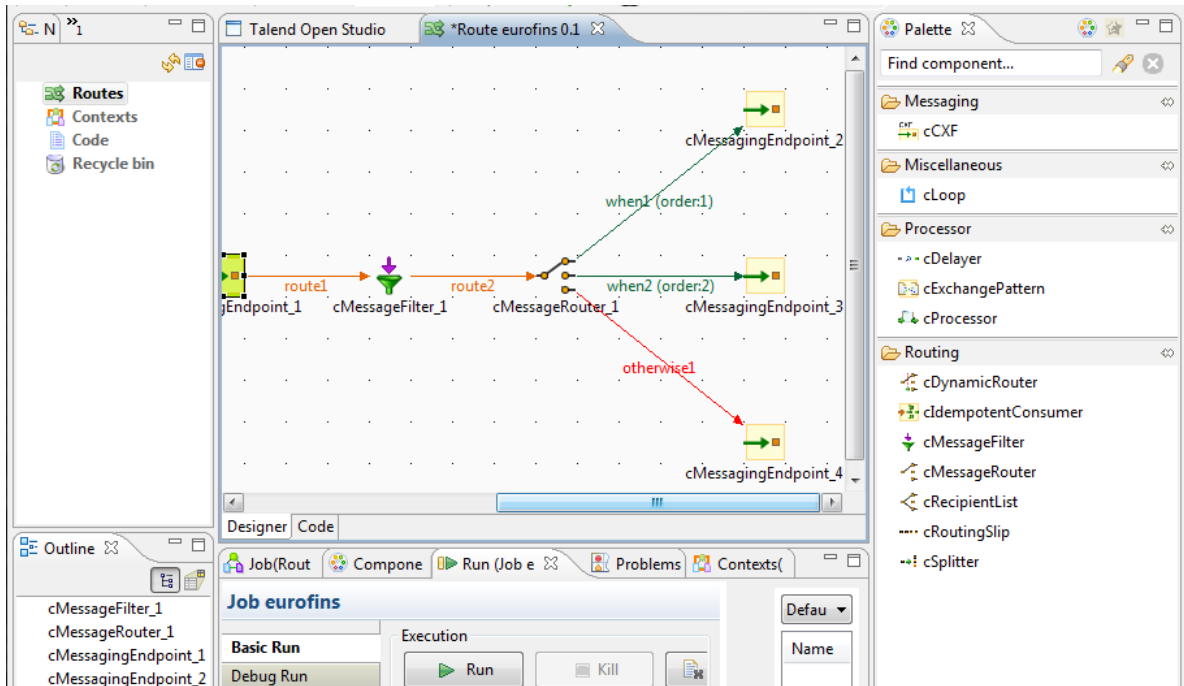 N
»1
Routes
Contexts
Code
Recycle bin
Talend Open Studio
*Route eurofins 0.1
cMessagingEndpoint_2
when1 (order:1)
route1
route2
when2 (order:2)
gEndpoint_1
cMessageFilter_1
cMessageRouter_1
cMessagingEndpoint_3
otherwise1
cMessagingEndpoint_4
Designer
Code
Palette
Find component...
Messaging
CXF
cCXF
Miscellaneous
cLoop
Processor
cDelayer
cExchangePattern
cProcessor
Routing
cDynamicRouter
cIdempotentConsumer
cMessageFilter
cMessageRouter
cRecipientList
cRoutingSlip
cSplitter
Outline
cMessageFilter_1
cMessageRouter_1
cMessagingEndpoint_1
cMessagingEndpoint_2
Job(Rout
Compone
Run (Job e
Problems
Contexts(
Job eurofins
Basic Run
Debug Run
Execution
Run
Kill
Defau
Name